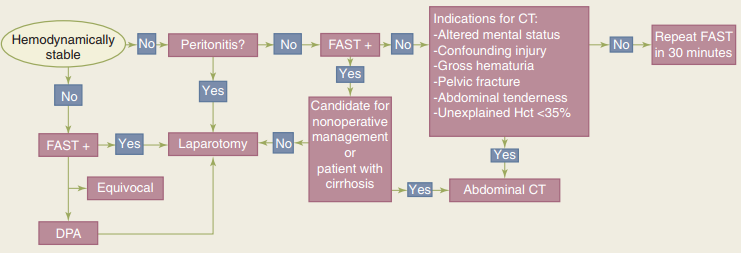 Hemodynamically
stable
No
Peritonitis?
No
FAST +
No
Indications for CT:
-Altered mental status
-Confounding injury
-Gross hematuria
-Pelvic fracture
-Abdominal tenderness
-Unexplained Hct <35%
No
Repeat FAST
in 30 minutes
No
Yes
Yes
Candidate for
nonoperative
management
or
patient with
cirrhosis
FAST +
Yes
Laparotomy
No
Yes
Equivocal
Yes
Abdominal CT
DPA